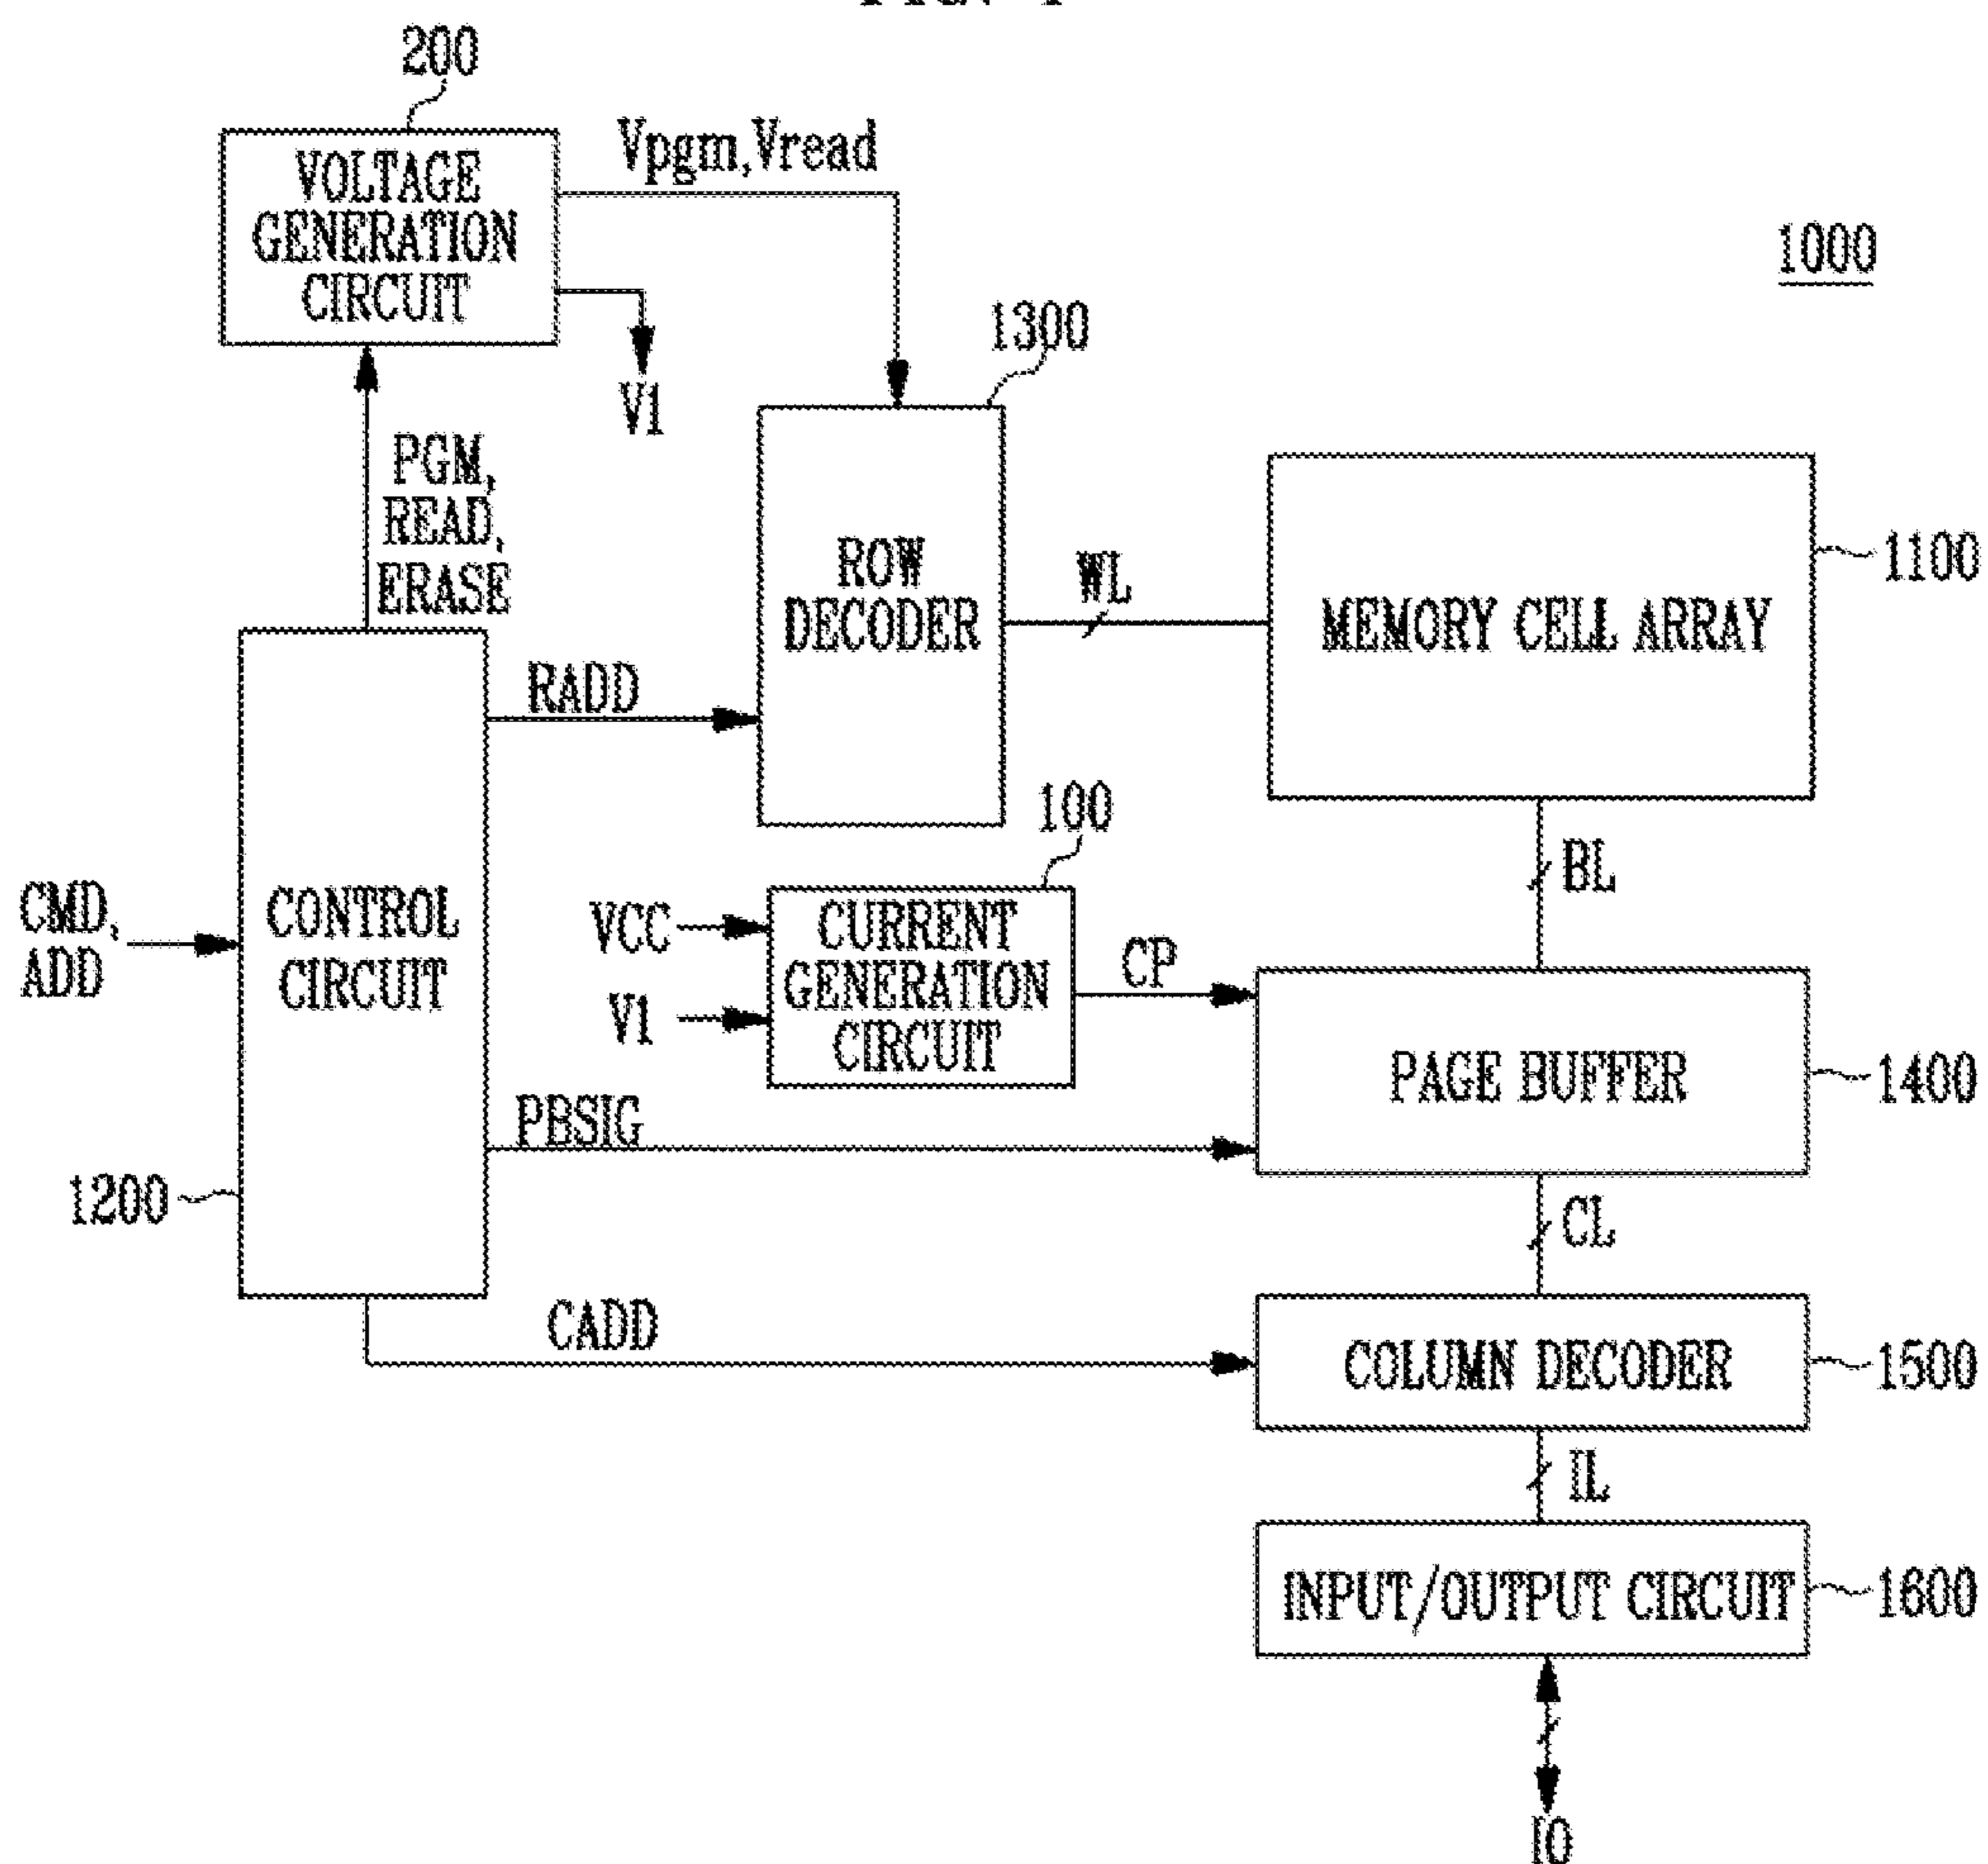 200
VOLTAGE
GENERATION
CIRCUIT
Vpgm,Vread
V1
1000
1300
PGM,
READ,
ERASE
ROW
DECODER
WL
MEMORY CELL ARRAY
1100
RADD
100
BL
CMD,
ADD
CONTROL
CIRCUIT
VCC
V1
CURRENT
GENERATION
CIRCUIT
CP
PAGE BUFFER
1400
PBSIG
1200
CL
CADD
COLUMN DECODER
1500
IL
INPUT/OUTPUT CIRCUIT
1600
IO